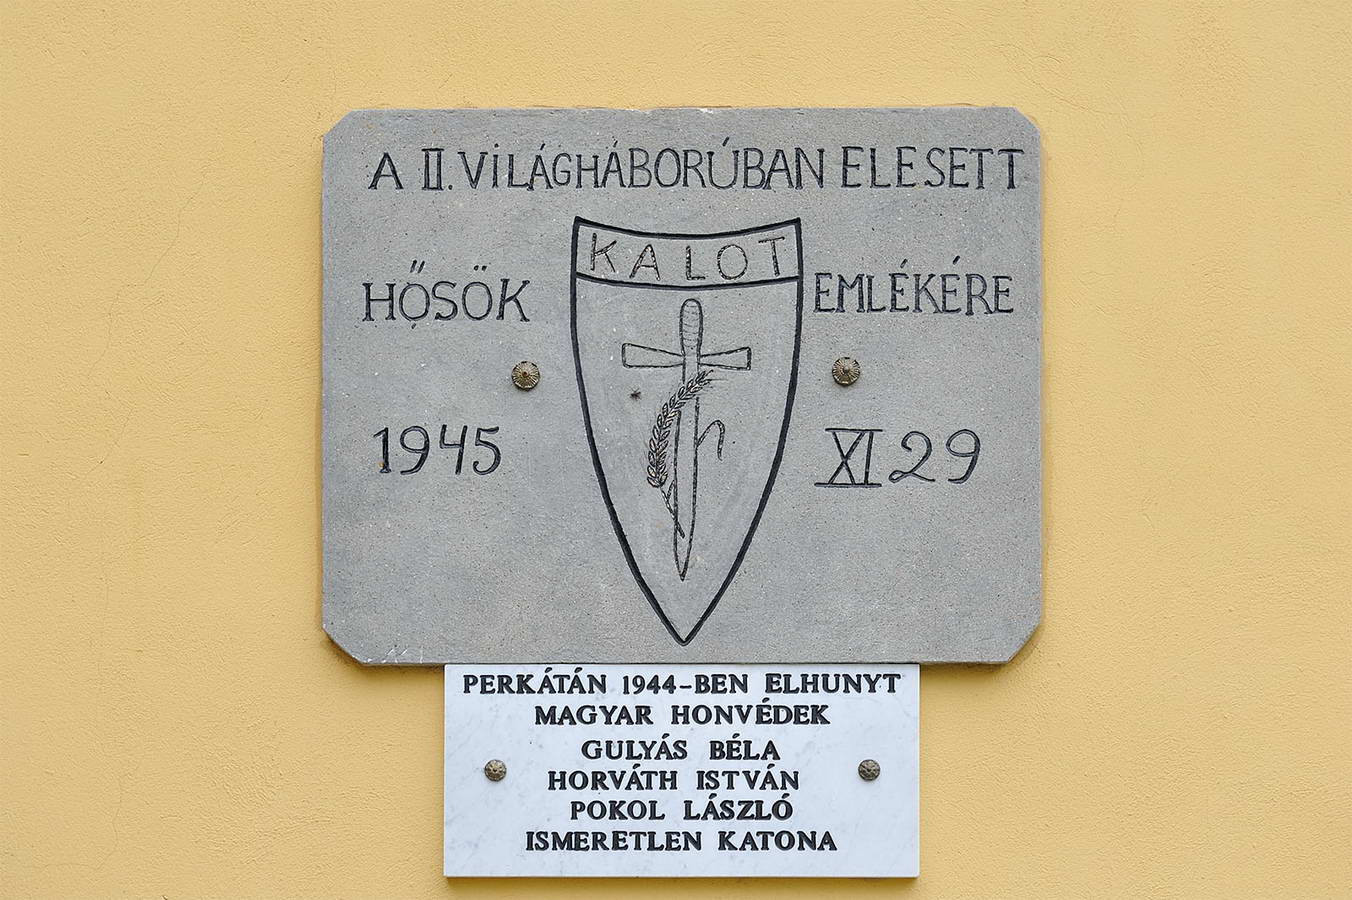 A II. VILÁGHÁBORÚBAN ELESETT
KALOT
HŐSÖK EMLÉKÉRE
1945 XI 29
PERKÁTÁN 1944-BEN ELHUNYT
MAGYAR HONVÉDEK
GULYÁS BÉLA
HORVÁTH ISTVÁN
POKOL LÁSZLÓ
ISMERETLEN KATONA